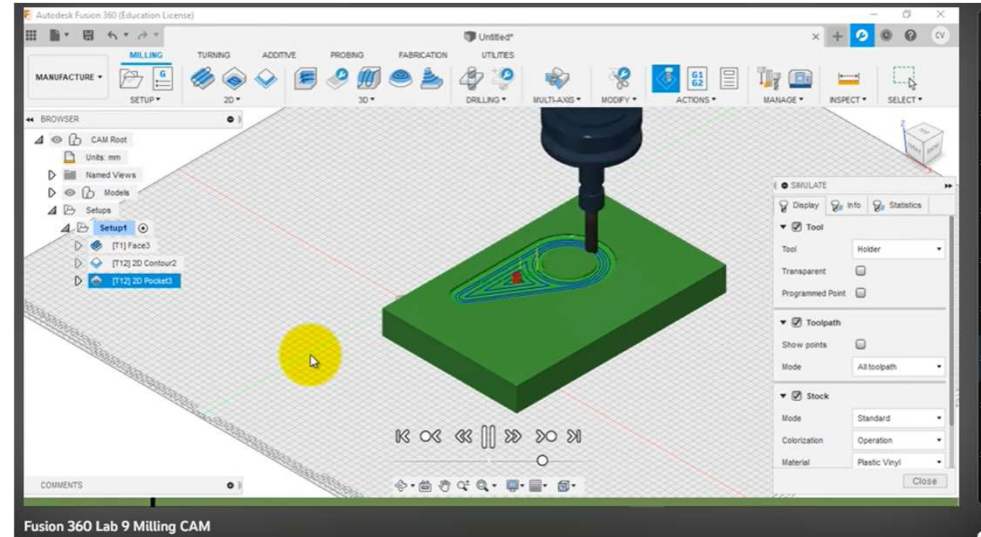 Autodesk Fusion 360 (Education License)
Untitled*
CV
MILLING TURNING ADDITIVE PROBING FABRICATION UTILITIES
MANUFACTURE
G
G1
G2
SETUP 2D 3D DRILLING MULTI-AXIS MODIFY ACTIONS MANAGE INSPECT SELECT
BROWSER
CAM Root
Units: mm
Named Views
Models
Setups
Setup1
[T1] Face3
[T12] 2D Contour2
[T12] 2D Pocket3
Z
SIMULATE
Display Info Statistics
Tool
Tool Holder
Transparent
Programmed Point
Toolpath
Show points
Mode All toolpath
Stock
Mode Standard
Colorization Operation
Material Plastic Vinyl
Close
COMMENTS
Fusion 360 Lab 9 Milling CAM